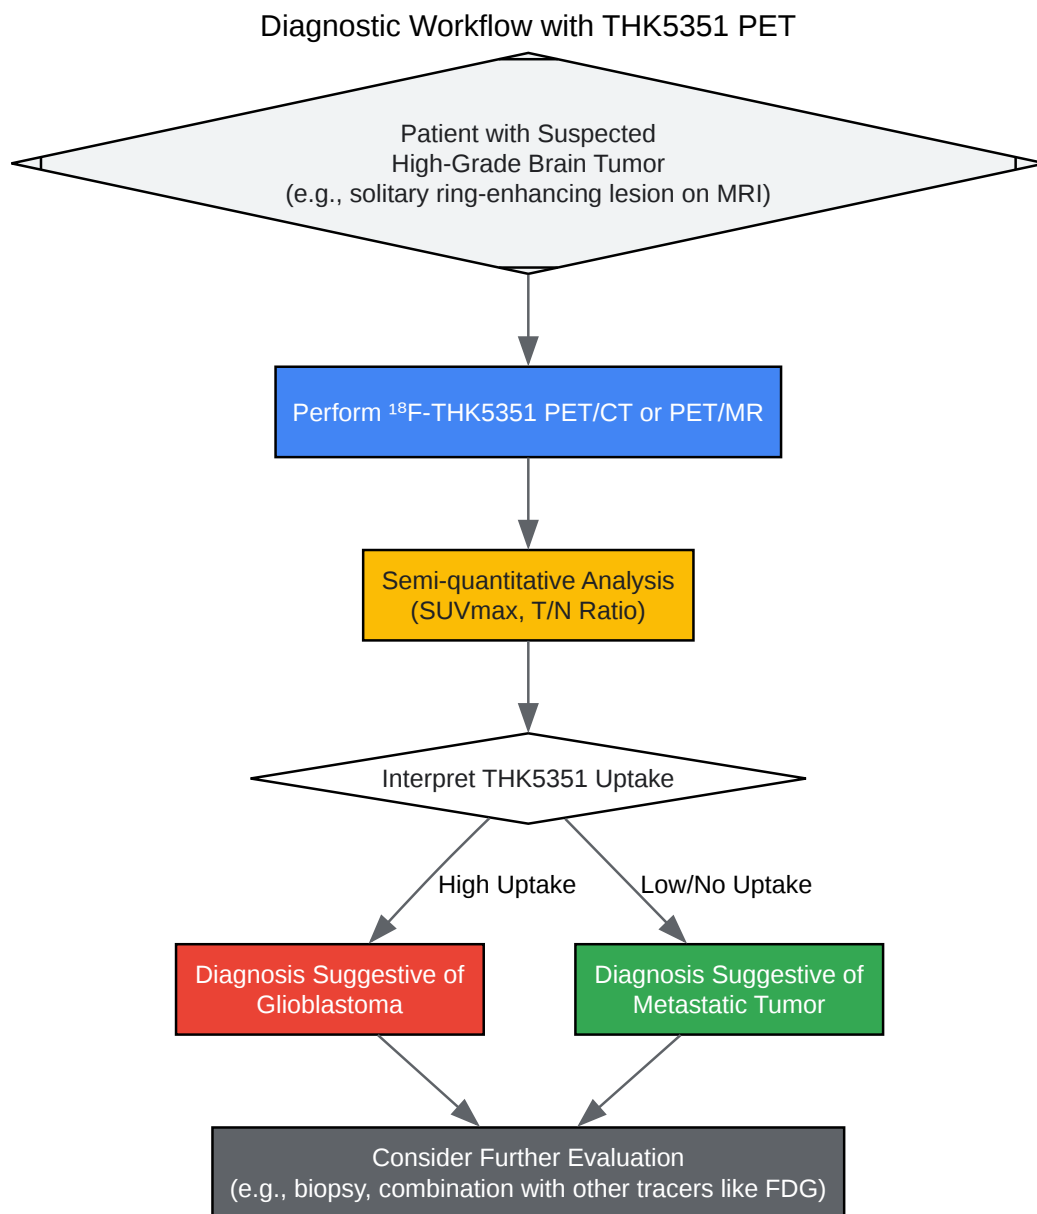 Diagnostic Workflow with THK5351 PET
Patient with Suspected
High-Grade Brain Tumor
(e.g., solitary ring-enhancing lesion on MRI)
Perform ¹⁸F-THK5351 PET/CT or PET/MR
Semi-quantitative Analysis
(SUVmax, T/N Ratio)
Interpret THK5351 Uptake
High Uptake
Low/No Uptake
Diagnosis Suggestive of
Glioblastoma
Diagnosis Suggestive of
Metastatic Tumor
Consider Further Evaluation
(e.g., biopsy, combination with other tracers like FDG)